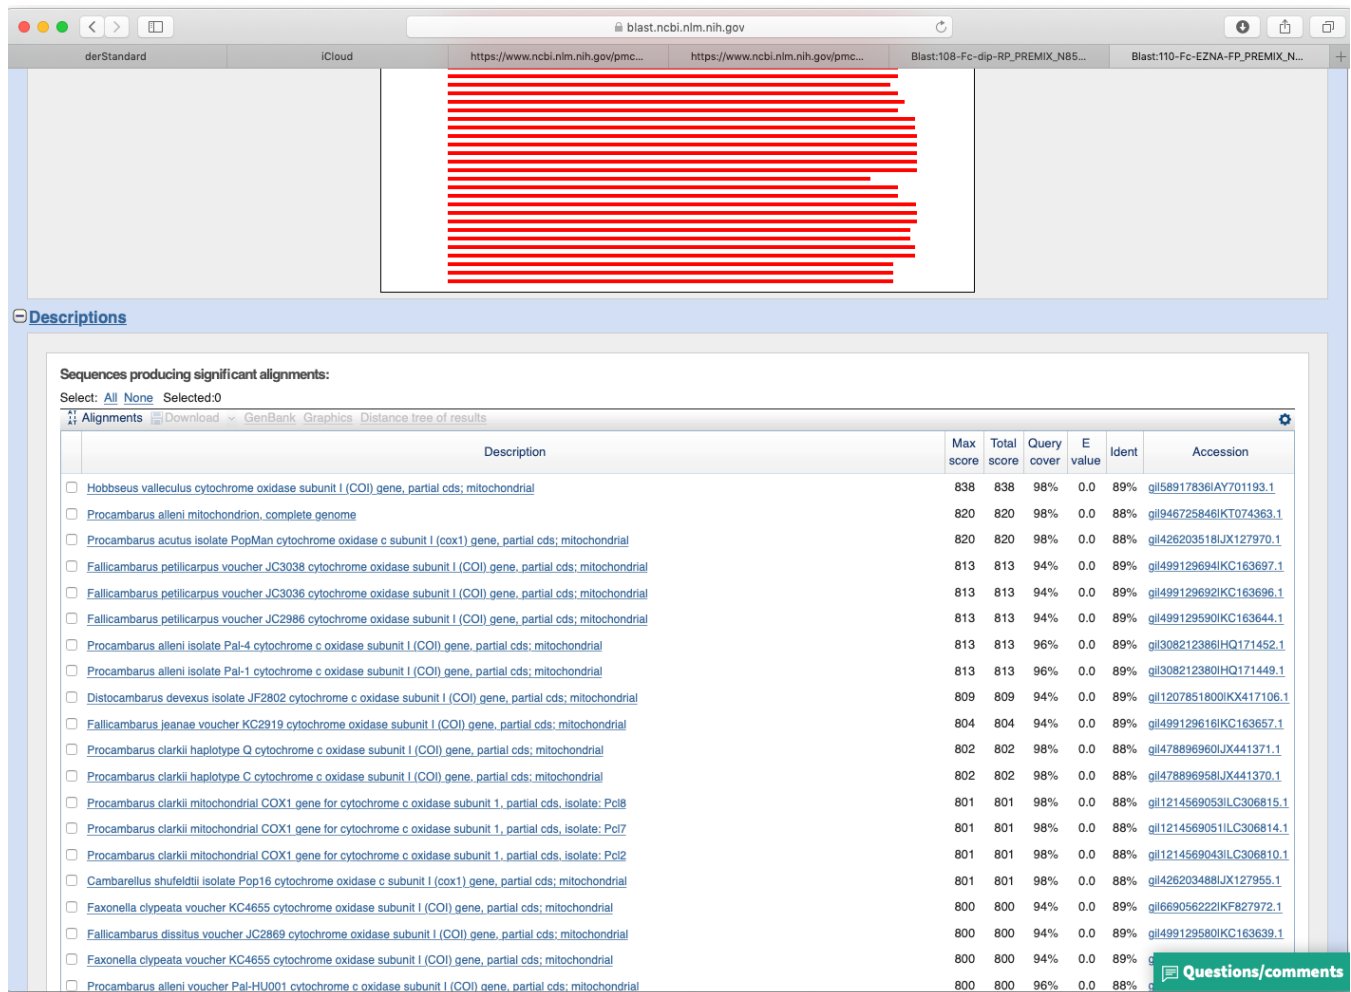 blast.ncbi.nlm.nih.gov
derStandard iCloud https://www.ncbi.nlm.nih.gov/pmc... https://www.ncbi.nlm.nih.gov/pmc... Blast:108-Fc-dip-RP_PREMIX_N85... Blast:110-Fc-EZNA-FP_PREMIX_N...
Descriptions
Sequences producing significant alignments:
Select: All None Selected:0
Alignments Download GenBank Graphics Distance tree of results
Description Max score Total score Query cover E value Ident Accession
Hobbseus valleculus cytochrome oxidase subunit I (COI) gene, partial cds; mitochondrial 838 838 98% 0.0 89% gi|58917836|AY701193.1
Procambarus alleni mitochondrion, complete genome 820 820 98% 0.0 88% gi|946725846|KT074363.1
Procambarus acutus isolate PopMan cytochrome oxidase c subunit I (cox1) gene, partial cds; mitochondrial 820 820 98% 0.0 88% gi|426203518|JX127970.1
Fallicambarus petilicarpus voucher JC3038 cytochrome oxidase subunit I (COI) gene, partial cds; mitochondrial 813 813 94% 0.0 89% gi|499129694|KC163697.1
Fallicambarus petilicarpus voucher JC3036 cytochrome oxidase subunit I (COI) gene, partial cds; mitochondrial 813 813 94% 0.0 89% gi|499129692|KC163696.1
Fallicambarus petilicarpus voucher JC2986 cytochrome oxidase subunit I (COI) gene, partial cds; mitochondrial 813 813 94% 0.0 89% gi|499129590|KC163644.1
Procambarus alleni isolate Pal-4 cytochrome c oxidase subunit I (COI) gene, partial cds; mitochondrial 813 813 96% 0.0 89% gi|308212386|HQ171452.1
Procambarus alleni isolate Pal-1 cytochrome c oxidase subunit I (COI) gene, partial cds; mitochondrial 813 813 96% 0.0 89% gi|308212380|HQ171449.1
Distocambarus devexus isolate JF2802 cytochrome c oxidase subunit I (COI) gene, partial cds; mitochondrial 809 809 94% 0.0 89% gi|1207851800|KX417106.1
Fallicambarus jeanae voucher KC2919 cytochrome oxidase subunit I (COI) gene, partial cds; mitochondrial 804 804 94% 0.0 89% gi|499129616|KC163657.1
Procambarus clarkii haplotype Q cytochrome c oxidase subunit I (COI) gene, partial cds; mitochondrial 802 802 98% 0.0 88% gi|478896960|JX441371.1
Procambarus clarkii haplotype C cytochrome c oxidase subunit I (COI) gene, partial cds; mitochondrial 802 802 98% 0.0 88% gi|478896958|JX441370.1
Procambarus clarkii mitochondrial COX1 gene for cytochrome c oxidase subunit 1, partial cds, isolate: Pcl8 801 801 98% 0.0 88% gi|1214569053|LC306815.1
Procambarus clarkii mitochondrial COX1 gene for cytochrome c oxidase subunit 1, partial cds, isolate: Pcl7 801 801 98% 0.0 88% gi|1214569051|LC306814.1
Procambarus clarkii mitochondrial COX1 gene for cytochrome c oxidase subunit 1, partial cds, isolate: Pcl2 801 801 98% 0.0 88% gi|1214569043|LC306810.1
Cambarellus shufeldtii isolate Pop16 cytochrome oxidase c subunit I (cox1) gene, partial cds; mitochondrial 801 801 98% 0.0 88% gi|426203488|JX127955.1
Faxonella clypeata voucher KC4655 cytochrome oxidase subunit I (COI) gene, partial cds; mitochondrial 800 800 94% 0.0 89% gi|669056222|KF827972.1
Fallicambarus dissitus voucher JC2869 cytochrome oxidase subunit I (COI) gene, partial cds; mitochondrial 800 800 94% 0.0 89% gi|499129580|KC163639.1
Faxonella clypeata voucher KC4655 cytochrome oxidase subunit I (COI) gene, partial cds; mitochondrial 800 800 94% 0.0 89%
Procambarus alleni voucher Pal-HU001 cytochrome c oxidase subunit I (COI) gene, partial cds; mitochondrial 800 800 96% 0.0 88%
Questions/comments